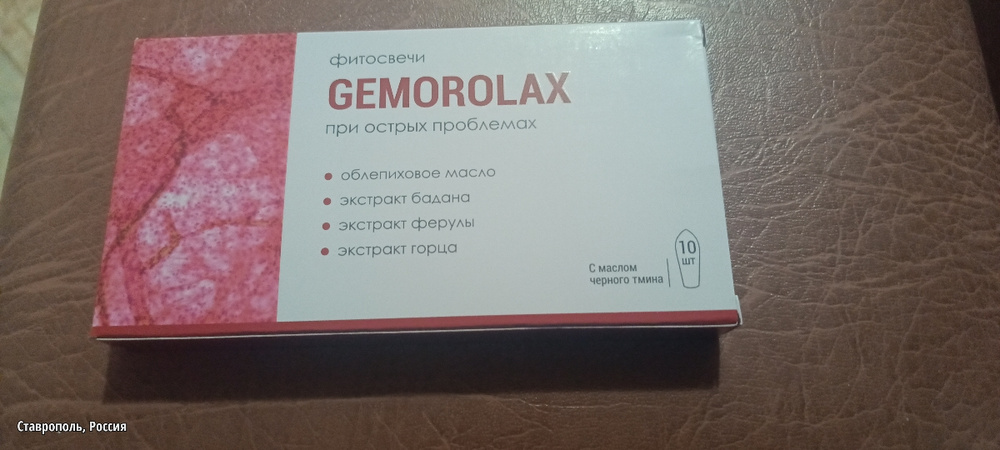 фитосвечи
GEMOROLAX
при острых проблемах
облепиховое масло
экстракт бадана
экстракт ферулы
экстракт горца
10
шт
С маслом
черного тмина
Ставрополь, Россия